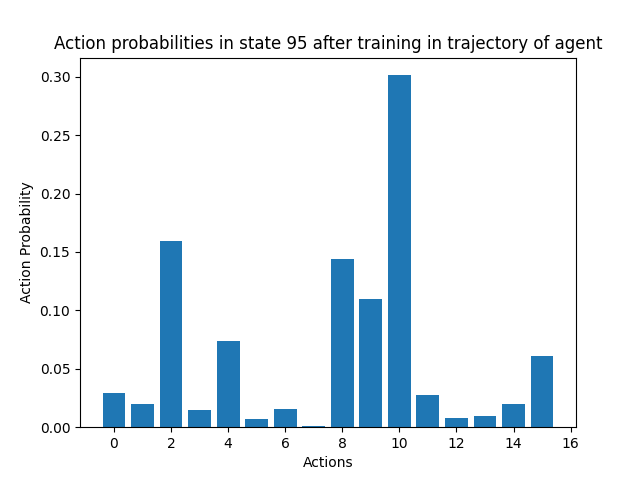 Action probabilities in state 95 after training in trajectory of agent
0.30
0.25
0.20
0.15
0.10
0.05
0.00
Action Probability
0 2 4 6 8 10 12 14 16
Actions